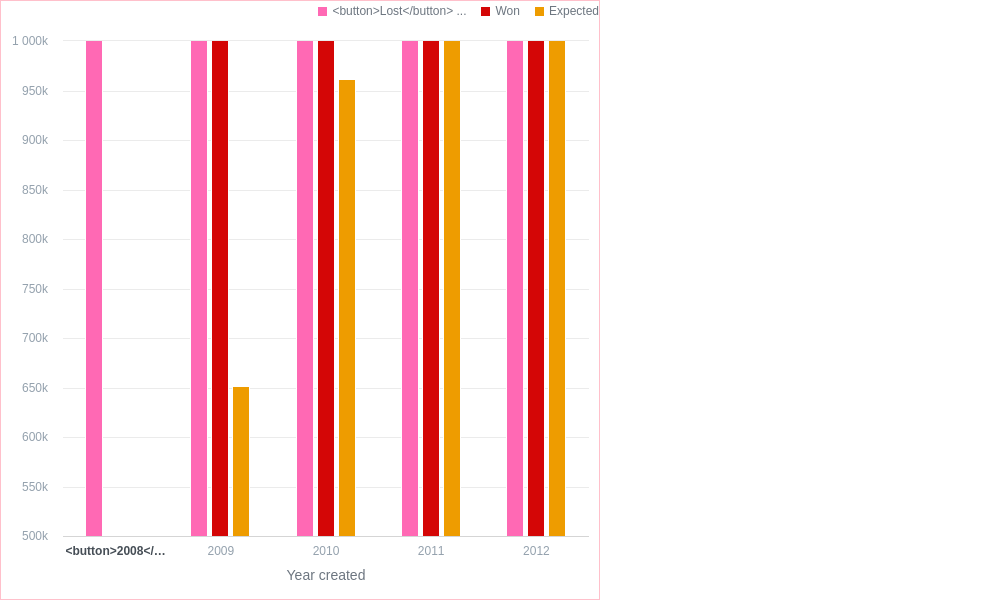 <button>Lost</button> ...
Won
Expected
1 000k
950k
900k
850k
800k
750k
700k
650k
600k
550k
500k
<button>2008</...
2009
2010
2011
2012
Year created